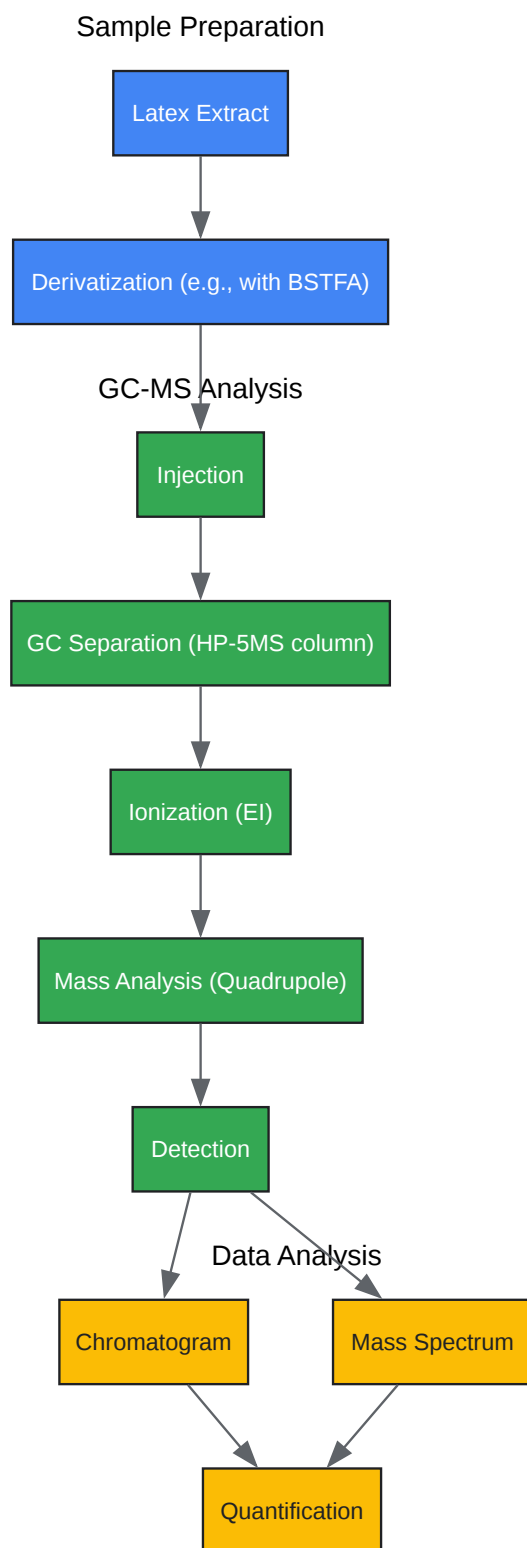 Sample Preparation
Latex Extract
Derivatization (e.g., with BSTFA)
GC-MS Analysis
Injection
GC Separation (HP-5MS column)
Ionization (EI)
Mass Analysis (Quadrupole)
Detection
Data Analysis
Chromatogram
Mass Spectrum
Quantification